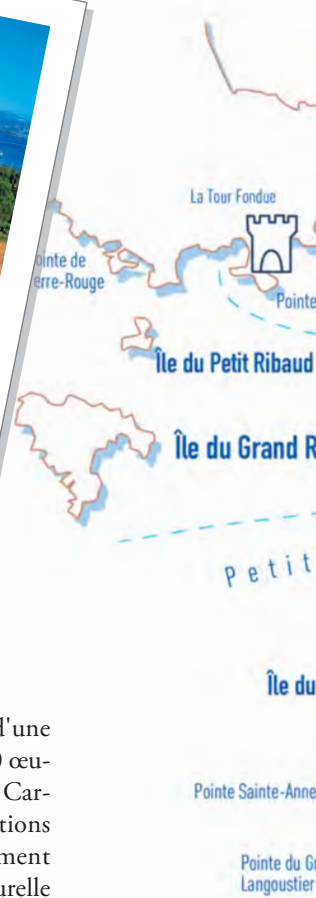 La Tour Fondue
ointe de
erre-Rouge
Pointe
Île du Petit Ribaud
Île du Grand R
Petit
Île du
Pointe Sainte-Anne
Pointe du Gr
Langoustier
d'une
œu-
Car-
tions
ment
urelle